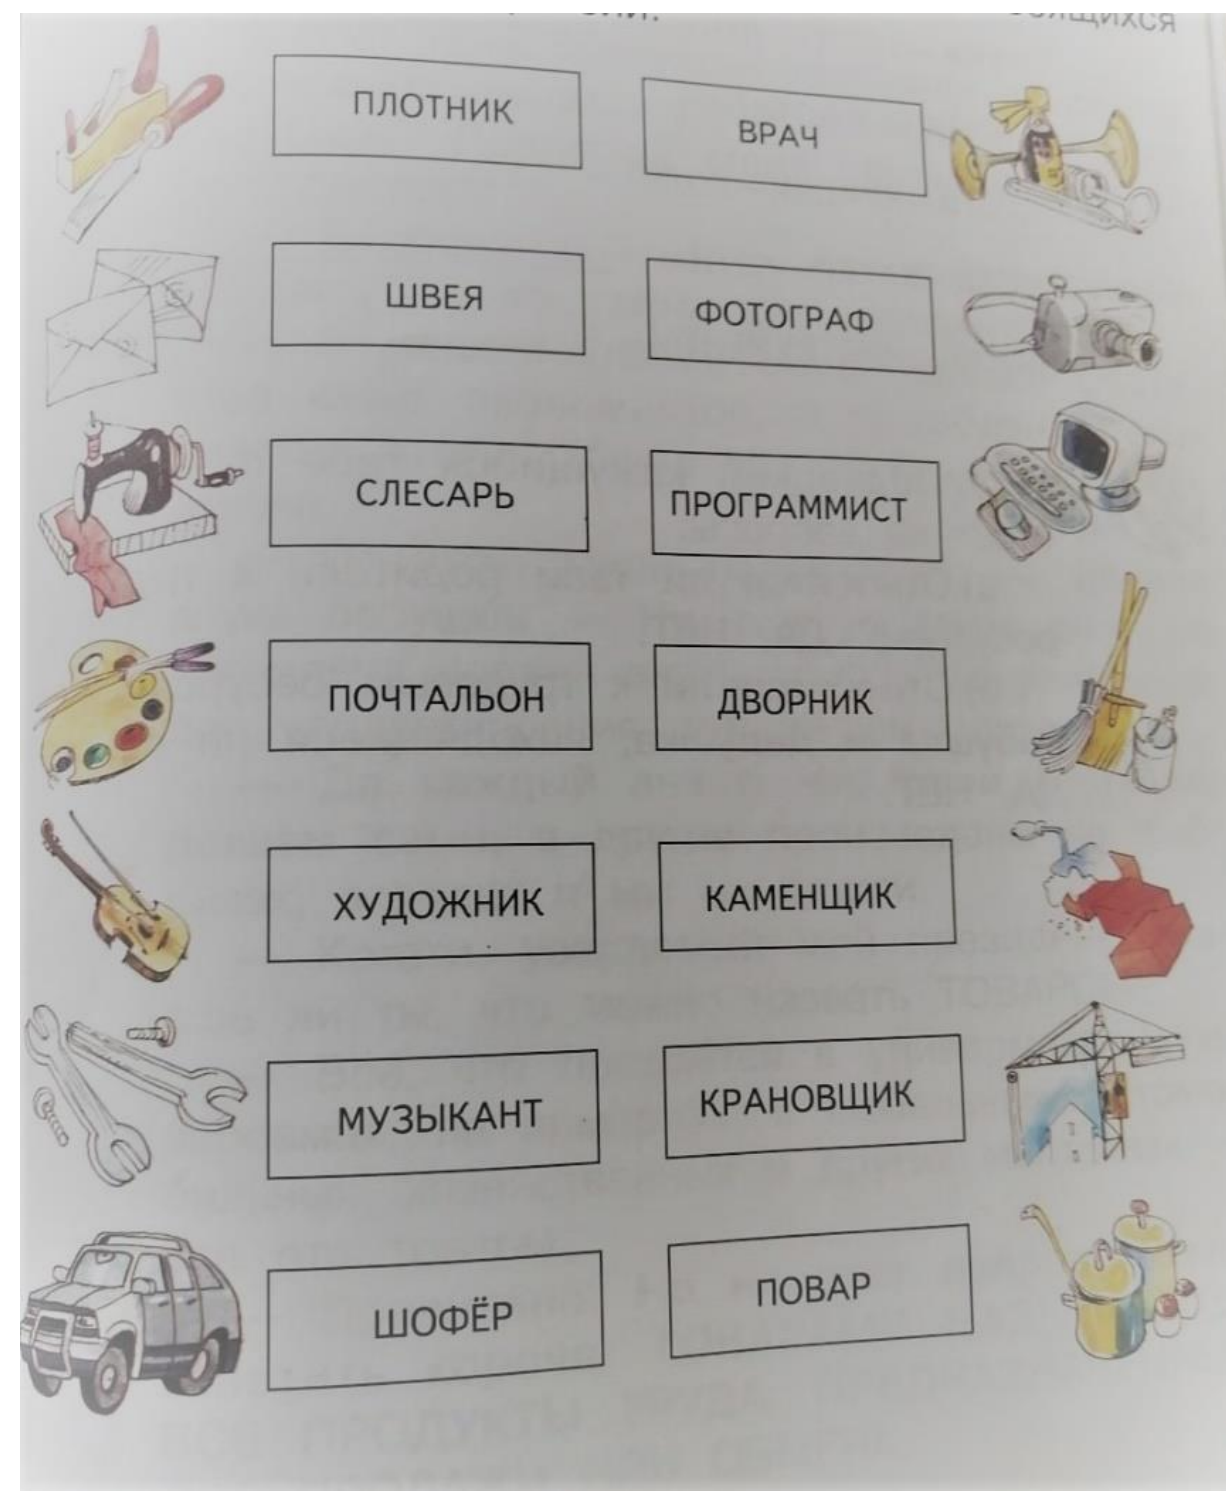 ПЛОТНИК
ВРАЧ
ШВЕЯ
ФОТОГРАФ
СЛЕСАРЬ
ПРОГРАММИСТ
ПОЧТАЛЬОН
ДВОРНИК
ХУДОЖНИК
КАМЕНЩИК
МУЗЫКАНТ
КРАНОВЩИК
ШОФЁР
ПОВАР